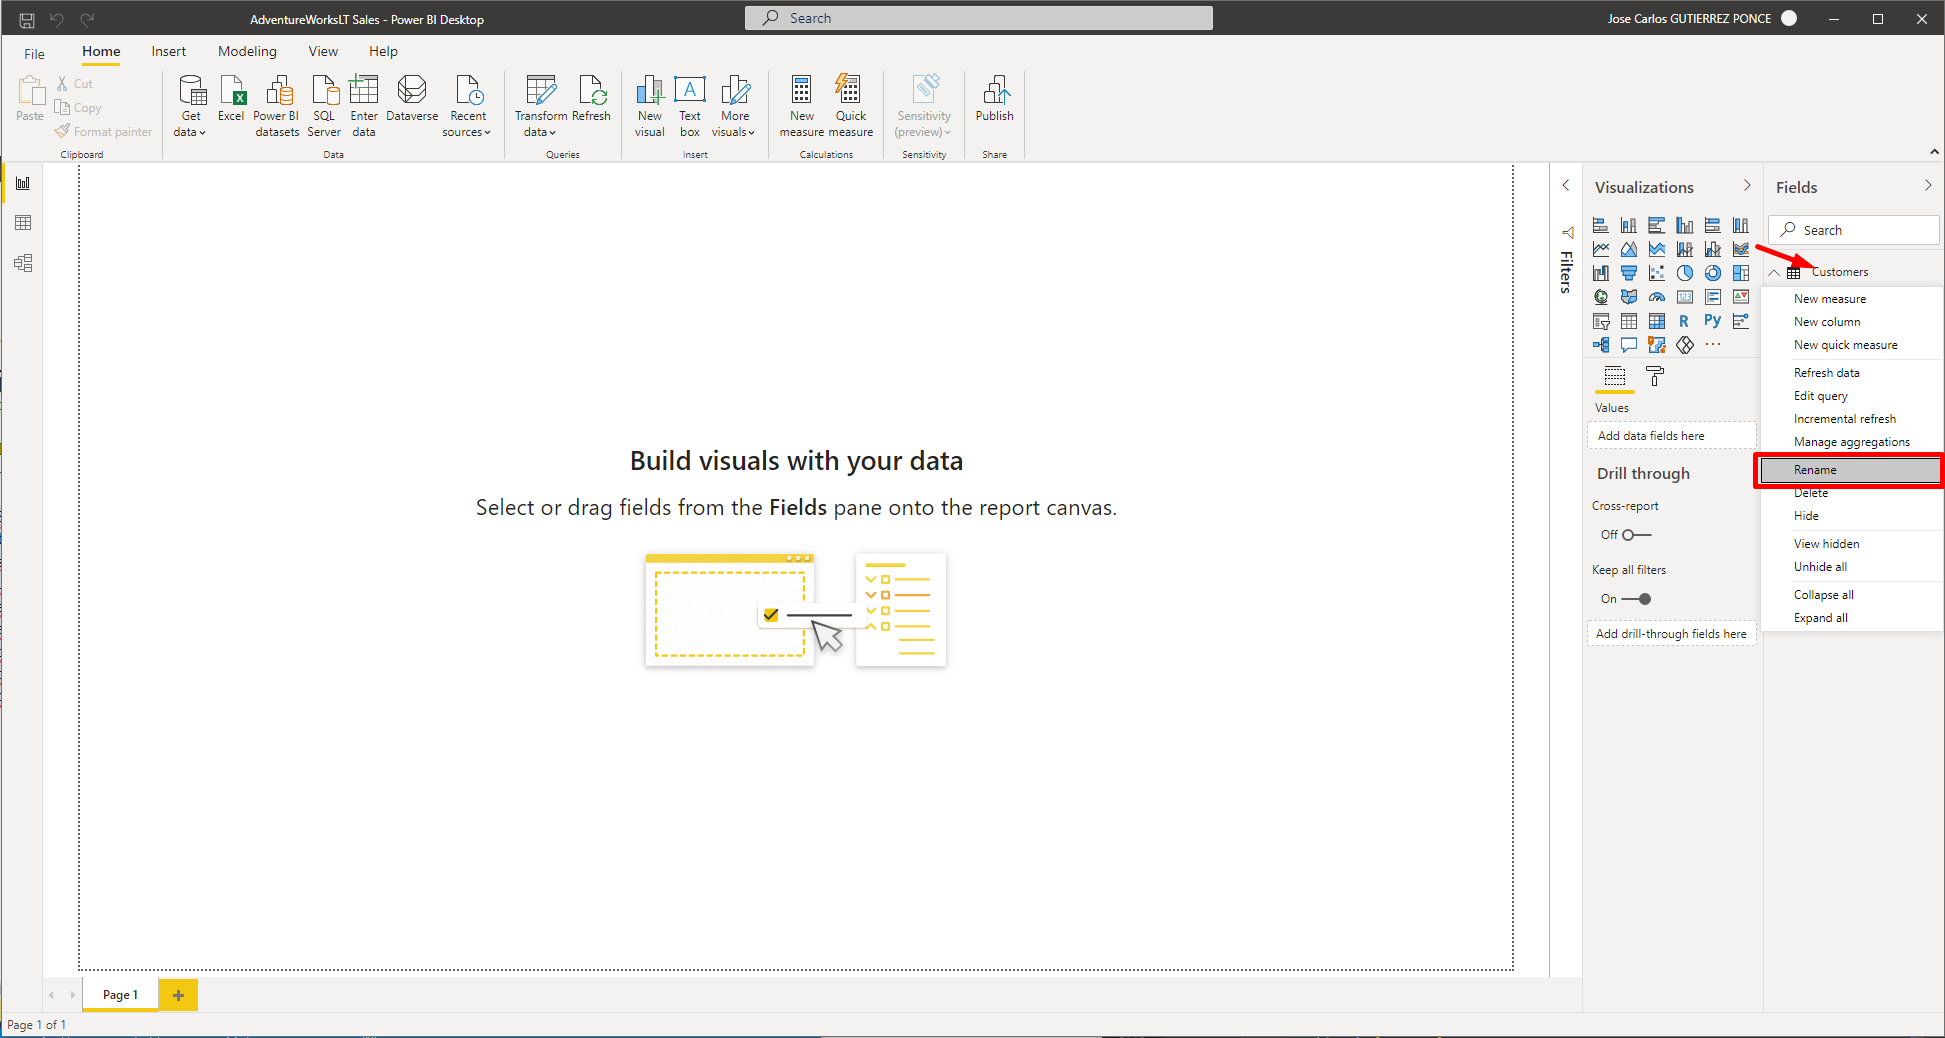 AdventureWorksLT Sales - Power BI Desktop
Search
Jose Carlos GUTIERREZ PONCE
File
Home
Insert
Modeling
View
Help
Paste
Cut
Copy
Format painter
Clipboard
Get data
Excel
Power BI datasets
SQL Server
Enter data
Dataverse
Recent sources
Data
Transform data
Refresh
Queries
New visual
Text box
More visuals
Insert
New measure
Quick measure
Calculations
Sensitivity (preview)
Sensitivity
Publish
Share
Build visuals with your data
Select or drag fields from the Fields pane onto the report canvas.
Filters
Visualizations
R
Py
123
A
Values
Add data fields here
Drill through
Cross-report
Off
Keep all filters
On
Add drill-through fields here
Fields
Search
Customers
New measure
New column
New quick measure
Refresh data
Edit query
Incremental refresh
Manage aggregations
Rename
Delete
Hide
View hidden
Unhide all
Collapse all
Expand all
Page 1
Page 1 of 1